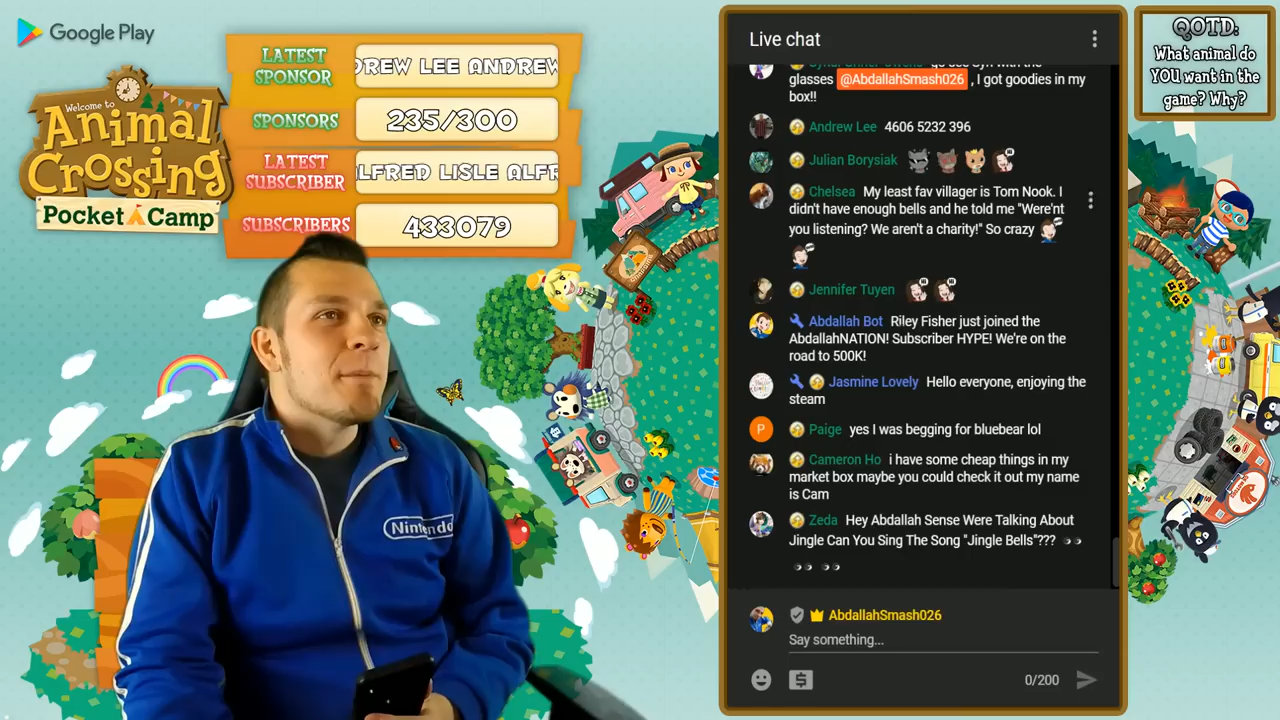 Google Play
Welcome to
Animal
Crossing
Pocket Camp
LATEST
SPONSOR
DREW LEE ANDREW
SPONSORS
235/300
LATEST
SUBSCRIBER
LFRED LISLE ALFR
SUBSCRIBERS
433079
Nintendo
Live chat
glasses @AbdallahSmash026 , I got goodies in my
box!!
Andrew Lee 4606 5232 396
Julian Borysiak
Chelsea My least fav villager is Tom Nook. I
didn't have enough bells and he told me "Were'nt
you listening? We aren't a charity!" So crazy
Jennifer Tuyen
Abdallah Bot Riley Fisher just joined the
AbdallahNATION! Subscriber HYPE! We're on the
road to 500K!
Jasmine Lovely Hello everyone, enjoying the
steam
Paige yes I was begging for bluebear lol
Cameron Ho i have some cheap things in my
market box maybe you could check it out my name
is Cam
Zeda Hey Abdallah Sense Were Talking About
Jingle Can You Sing The Song "Jingle Bells"???
AbdallahSmash026
Say something...
0/200
QOTD:
What animal do
YOU want in the
game? Why?